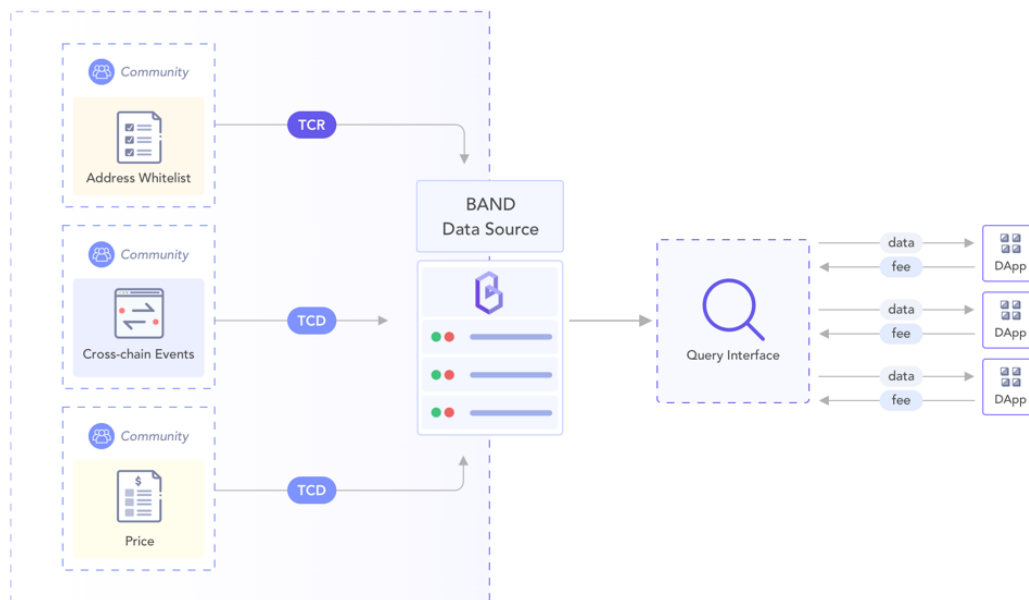 Community
Address Whitelist
TCR
Community
Cross-chain Events
TCD
Community
$
Price
TCD
BAND
Data Source
Query Interface
data
fee
DApp
data
fee
DApp
data
fee
DApp